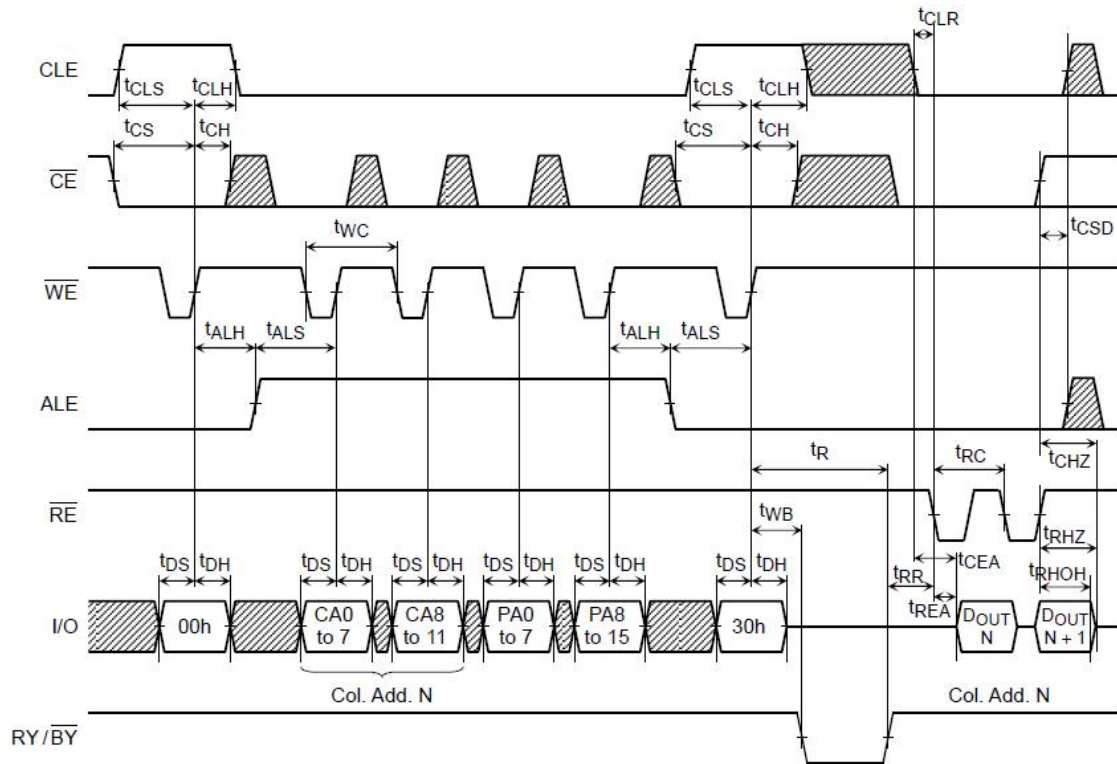 tCLR
CLE
tCLS tCLH tCLS tCLH
tCS tCH tCS tCH
CE
tCSD
tWC
WE
tALH tALS tALH tALS
ALE
tR tRC tCHZ
RE
tWB tRHZ
tDS tDH tDS tDH tDS tDH tDS tDH tDS tDH tDS tDH tRR tCEA tRHOH
tREA
I/O 00h CA0 to 7 CA8 to 11 PA0 to 7 PA8 to 15 30h DOUT N DOUT N + 1
Col. Add. N Col. Add. N
RY/BY